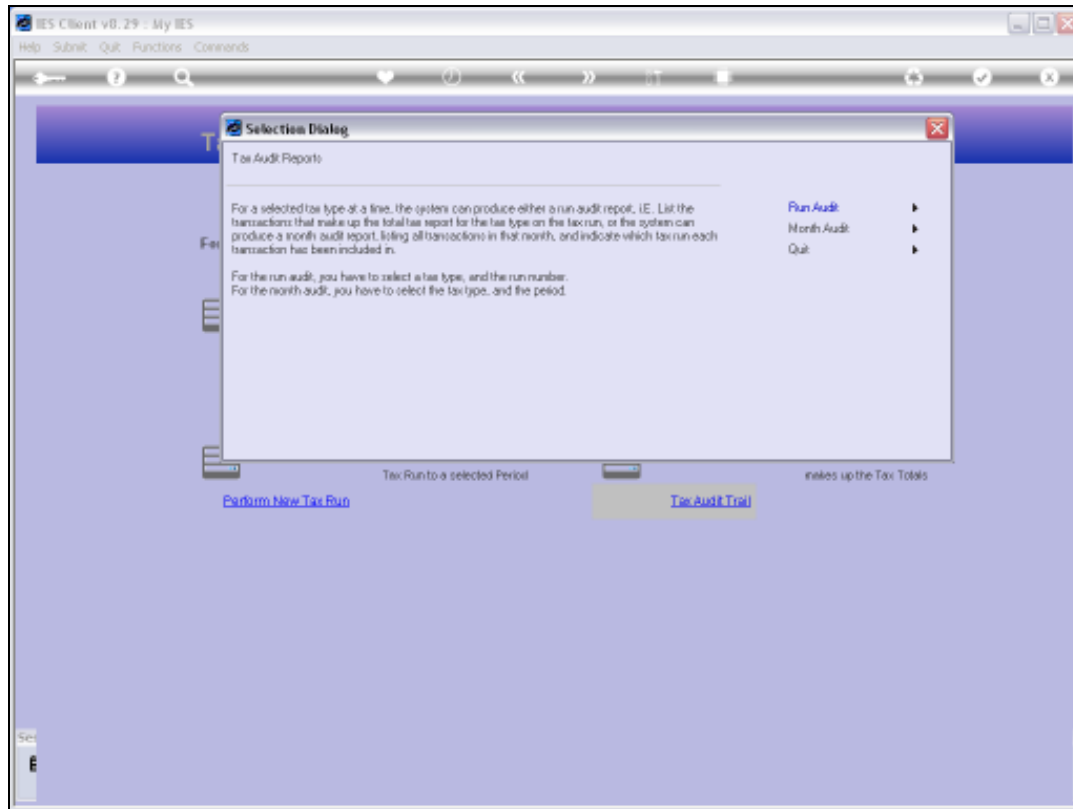 IES Client v0.29 : My IES
Help Submit Quit Functions Commands
Selection Dialog
Tax Audit Reports
For a selected tax type at a time, the system can produce either a run audit report, i.E. List the
transactions that make up the total tax report for the tax type on the tax run, or the system can
produce a month audit report, listing all transactions in that month, and indicate which tax run each
transaction has been included in.
For the run audit, you have to select a tax type, and the run number.
For the month audit, you have to select the tax type, and the period.
Run Audit
Month Audit
Quit
Tax Run to a selected Period
makes up the Tax Totals
Perform New Tax Run
Tax Audit Trail